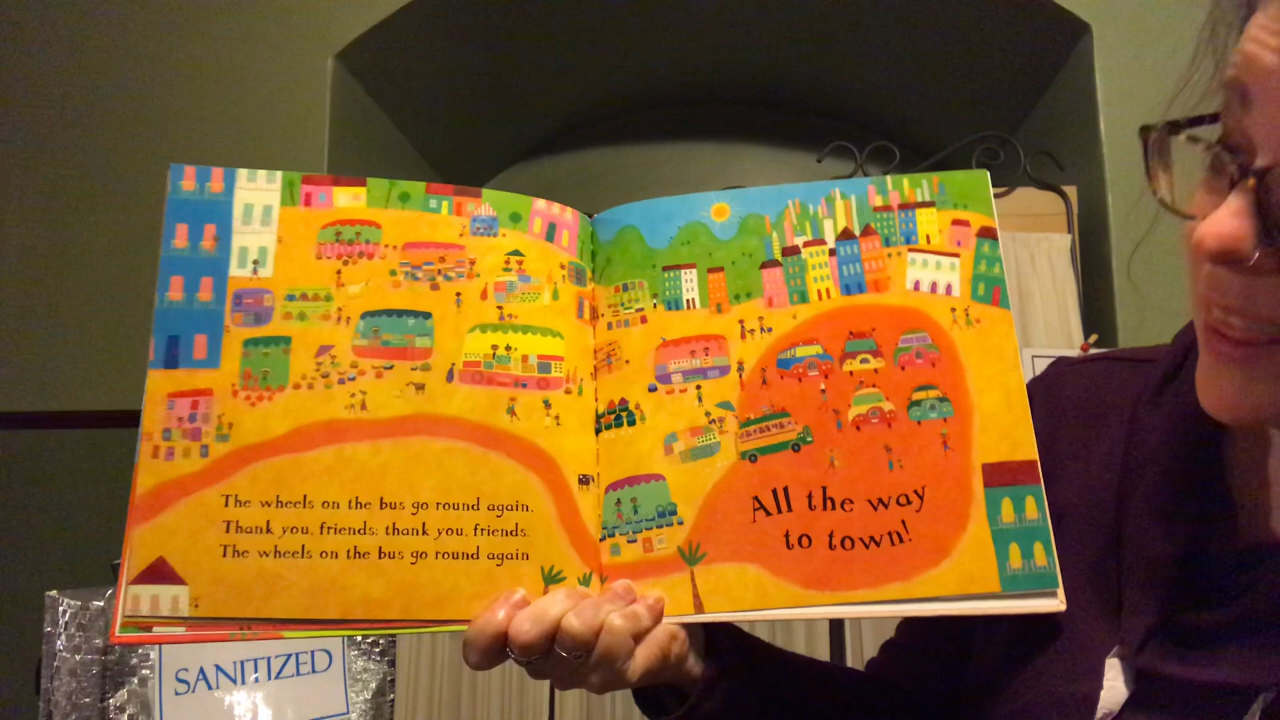 The wheels on the bus go round again.
Thank you, friends; thank you, friends.
The wheels on the bus go round again
All the way
to town!
SANITIZED